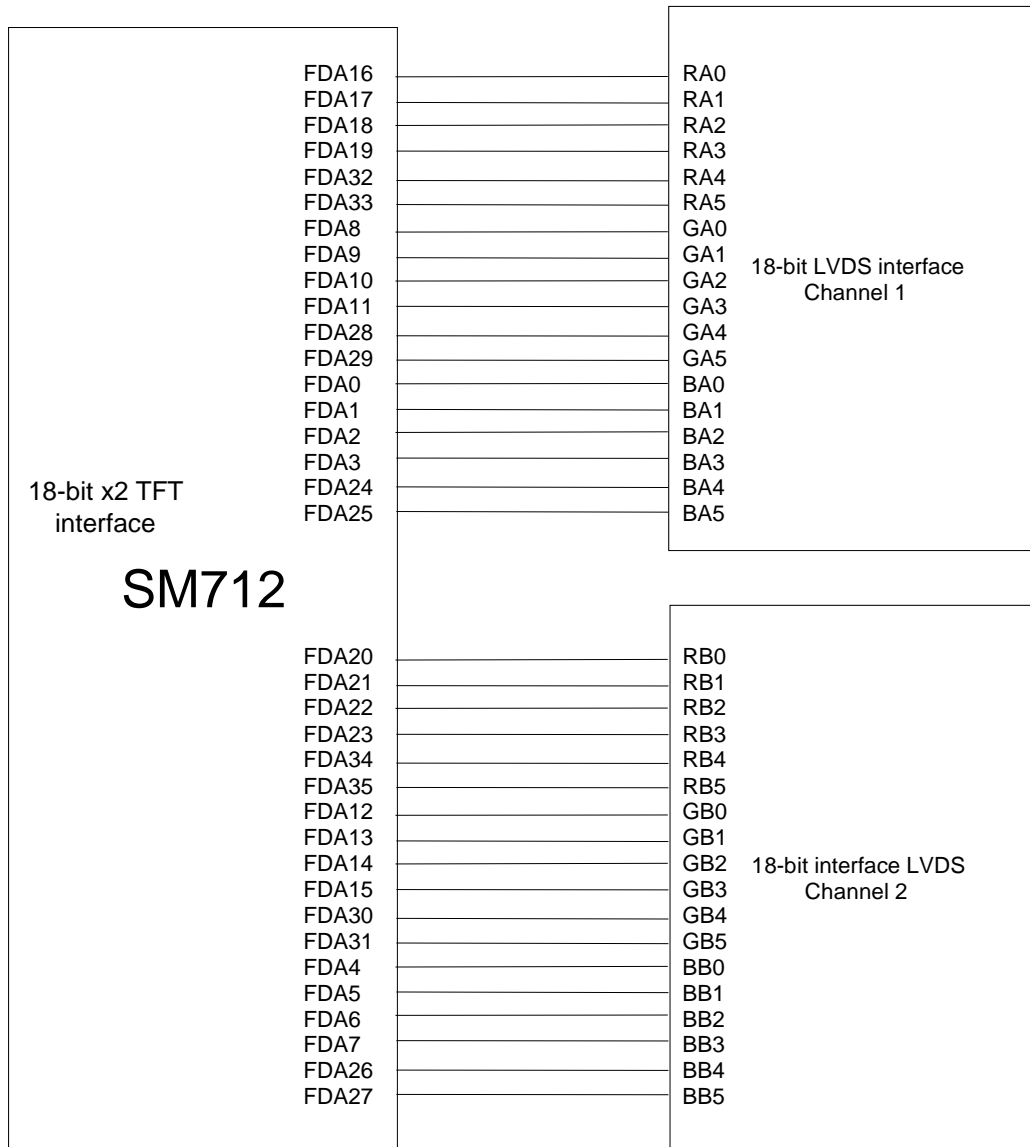 FDA16 RA0
FDA17 RA1
FDA18 RA2
FDA19 RA3
FDA32 RA4
FDA33 RA5
FDA8 GA0
FDA9 GA1
FDA10 GA2
FDA11 GA3
FDA28 GA4
FDA29 GA5
FDA0 BA0
FDA1 BA1
FDA2 BA2
FDA3 BA3
FDA24 BA4
FDA25 BA5
18-bit LVDS interface
Channel 1
18-bit x2 TFT
interface
SM712
FDA20 RB0
FDA21 RB1
FDA22 RB2
FDA23 RB3
FDA34 RB4
FDA35 RB5
FDA12 GB0
FDA13 GB1
FDA14 GB2
FDA15 GB3
FDA30 GB4
FDA31 GB5
FDA4 BB0
FDA5 BB1
FDA6 BB2
FDA7 BB3
FDA26 BB4
FDA27 BB5
18-bit interface LVDS
Channel 2